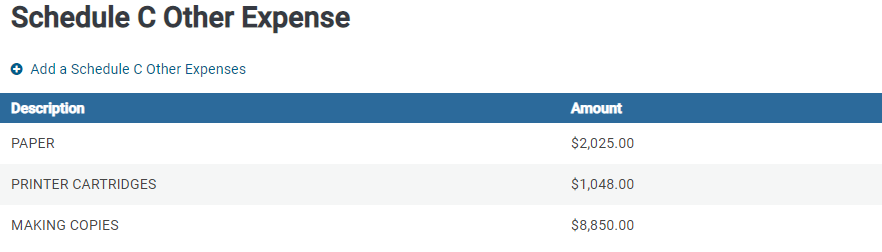 Schedule C Other Expense
Add a Schedule C Other Expenses
Description Amount
PAPER $2,025.00
PRINTER CARTRIDGES $1,048.00
MAKING COPIES $8,850.00